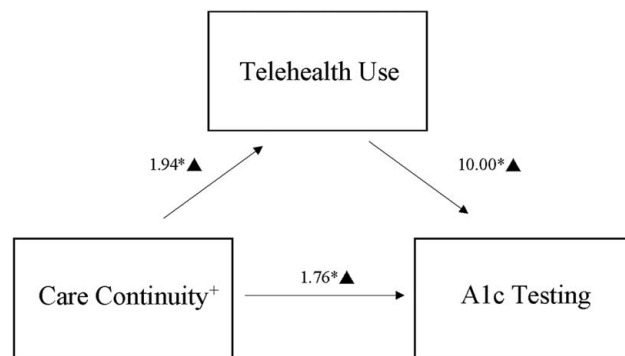 Telehealth Use
1.94*▲
10.00*▲
1.76*▲
Care Continuity⁺
A1c Testing